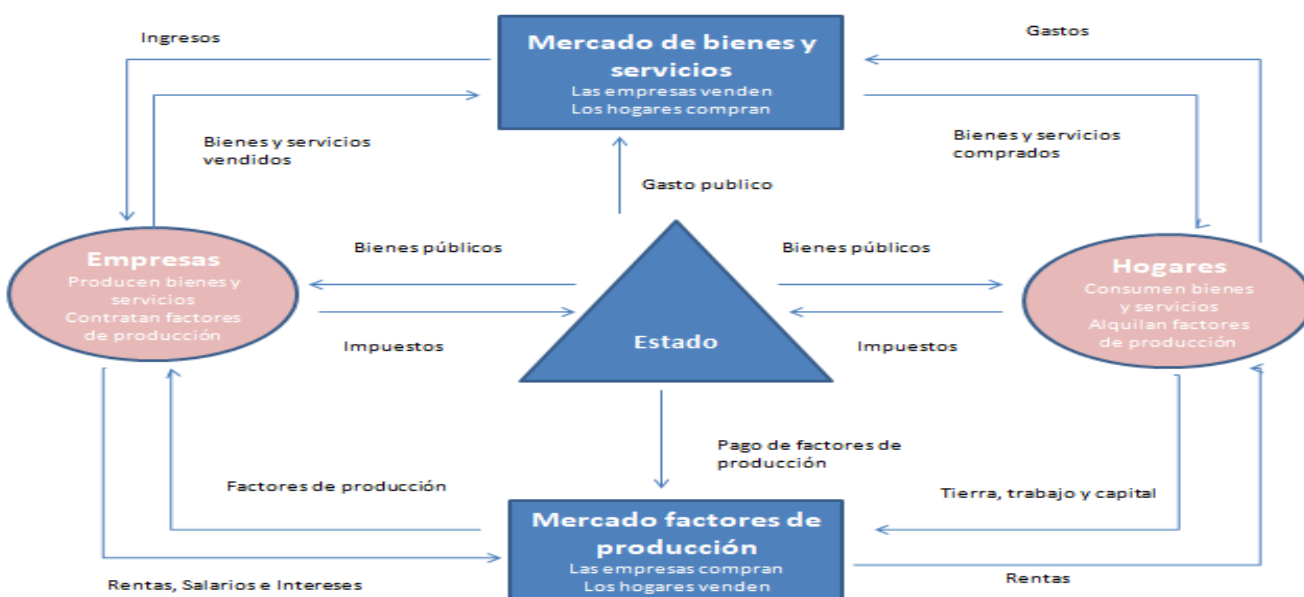 Ingresos
Mercado de bienes y
servicios
Las empresas venden
Los hogares compran
Gastos
Bienes y servicios
vendidos
Bienes y servicios
comprados
Gasto publico
Empresas
Producen bienes y
servicios
Contratan factores
de producción
Bienes públicos
Impuestos
Estado
Bienes públicos
Impuestos
Hogares
Consumen bienes
y servicios
Alquilan factores
de producción
Pago de factores de
producción
Factores de producción
Tierra, trabajo y capital
Mercado factores de
producción
Las empresas compran
Los hogares venden
Rentas, Salarios e Intereses
Rentas